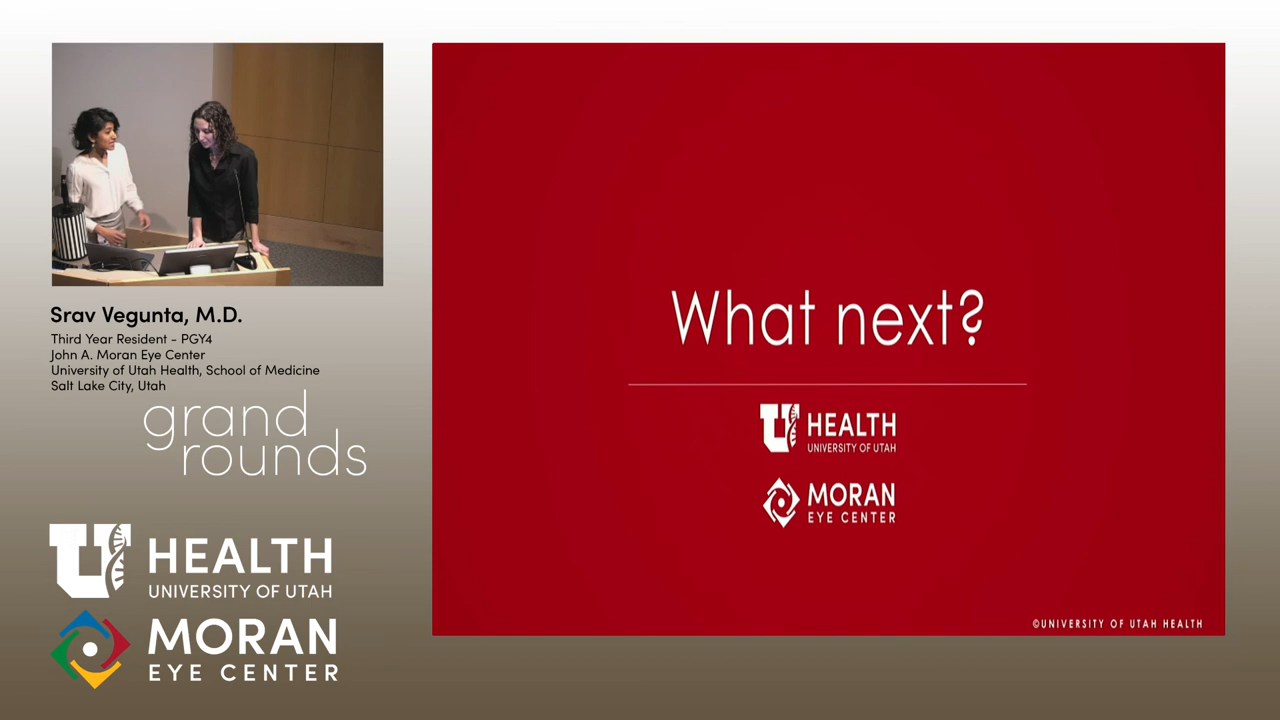 Srav Vegunta, M.D.
Third Year Resident - PGY4
John A. Moran Eye Center
University of Utah Health, School of Medicine
Salt Lake City, Utah
grand
rounds
U HEALTH
UNIVERSITY OF UTAH
MORAN
EYE CENTER
What next?
U HEALTH
UNIVERSITY OF UTAH
MORAN
EYE CENTER
©UNIVERSITY OF UTAH HEALTH